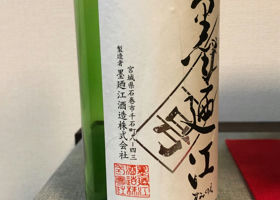 墨廼江
宮城県石巻市千石町八-四三
製造者 墨廼江酒造株式会社